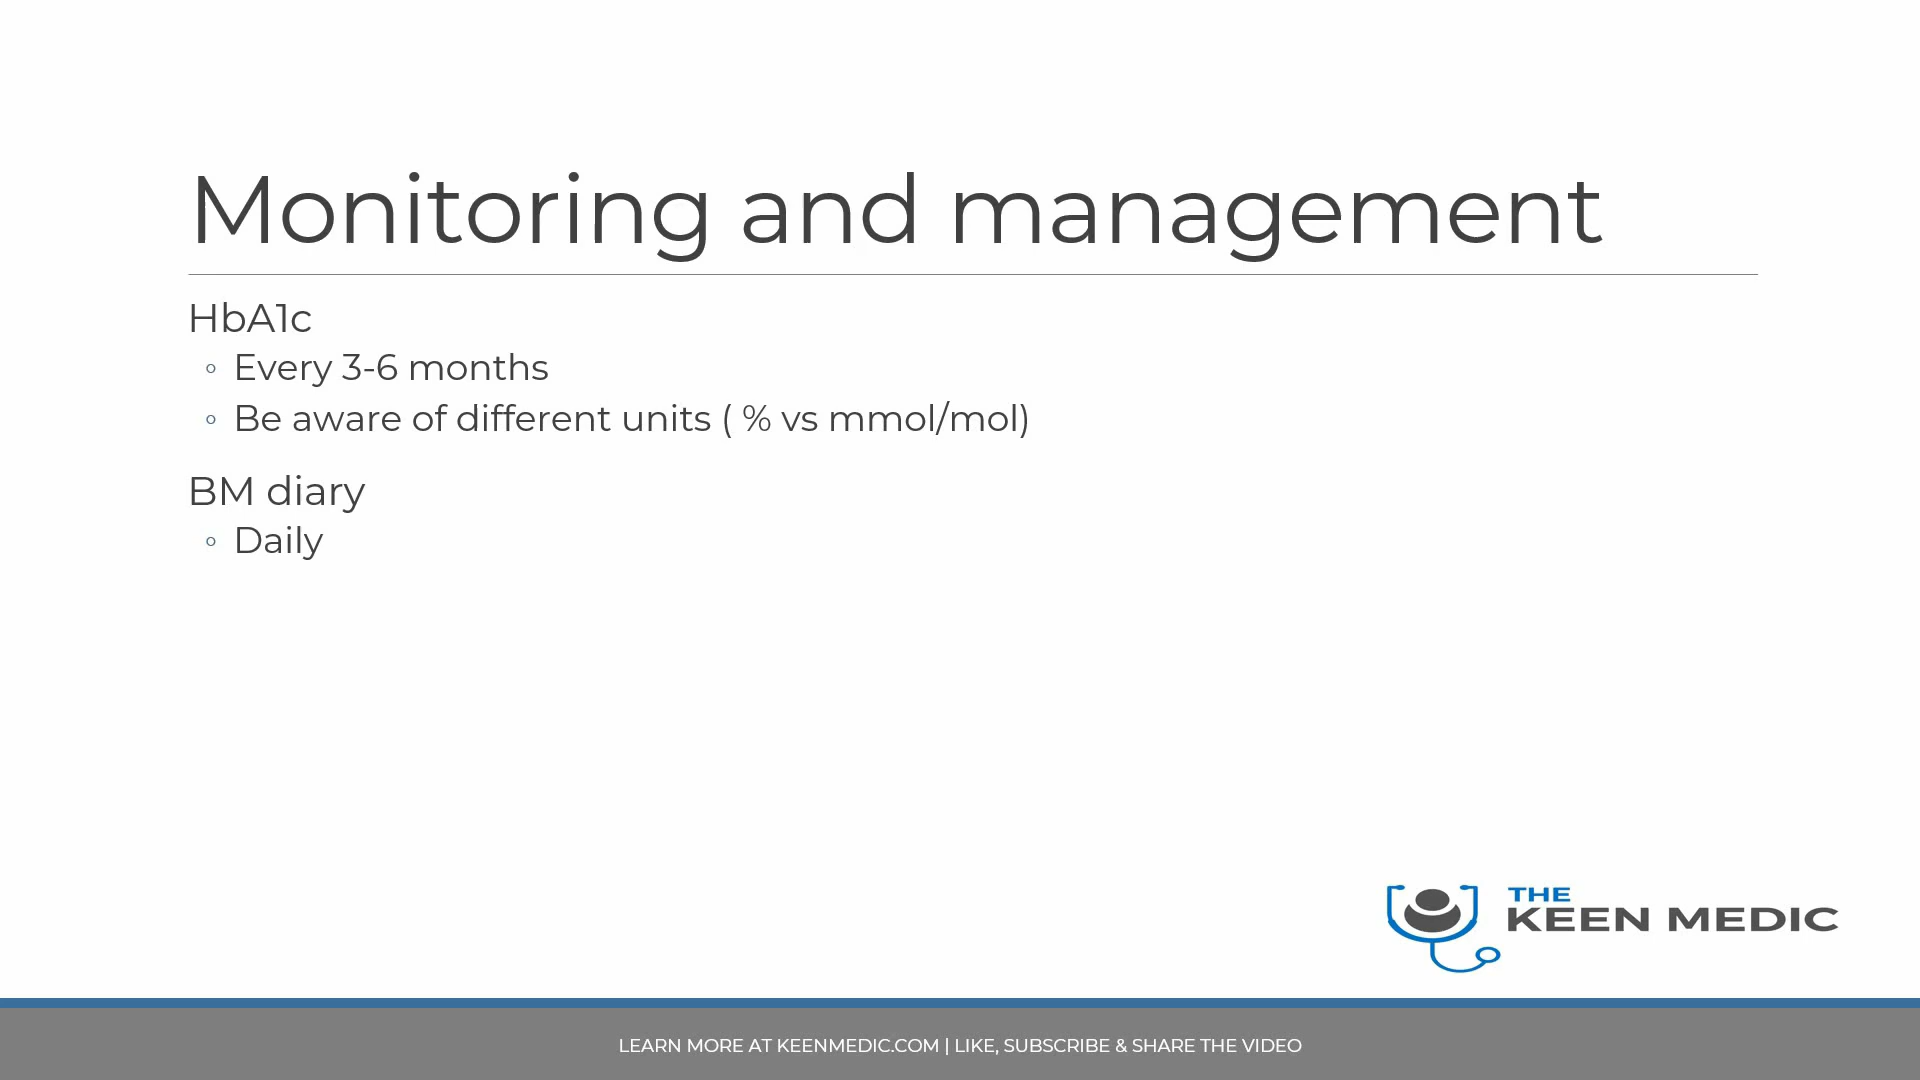 Monitoring and management
HbA1c
◦ Every 3-6 months
◦ Be aware of different units ( % vs mmol/mol)
BM diary
◦ Daily
THE
KEEN MEDIC
LEARN MORE AT KEENMEDIC.COM | LIKE, SUBSCRIBE & SHARE THE VIDEO